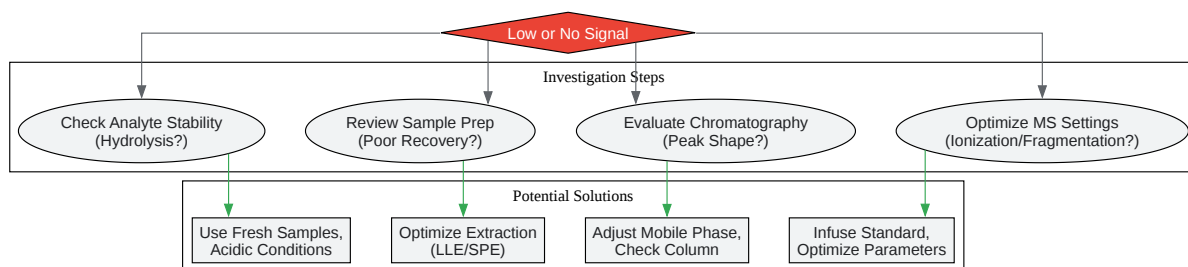 Low or No Signal
Investigation Steps
Check Analyte Stability
(Hydrolysis?)
Review Sample Prep
(Poor Recovery?)
Evaluate Chromatography
(Peak Shape?)
Optimize MS Settings
(Ionization/Fragmentation?)
Potential Solutions
Use Fresh Samples,
Acidic Conditions
Optimize Extraction
(LLE/SPE)
Adjust Mobile Phase,
Check Column
Infuse Standard,
Optimize Parameters